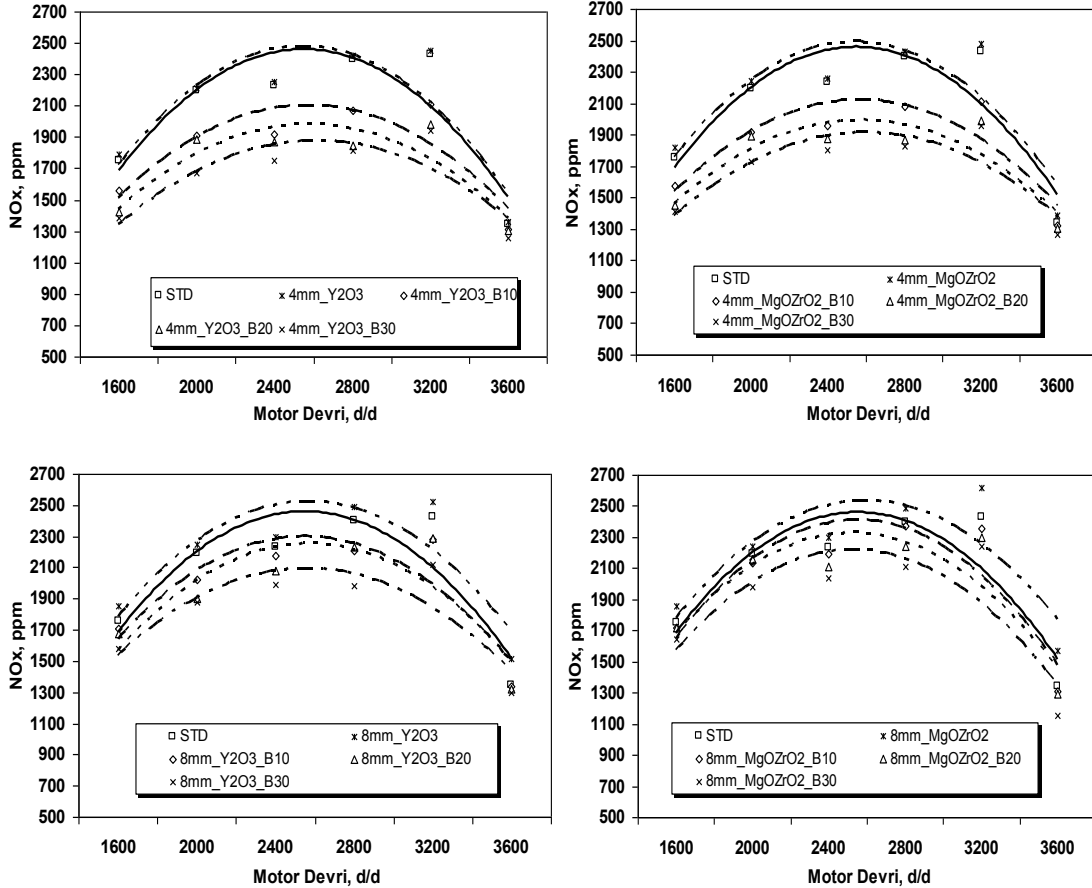 NOx, ppm
2700
2500
2300
2100
1900
1700
1500
1300
1100
900
700
500
STD 4mm_Y2O3 4mm_Y2O3_B10
4mm_Y2O3_B20 4mm_Y2O3_B30
1600 2000 2400 2800 3200 3600
Motor Devri, d/d
NOx, ppm
2700
2500
2300
2100
1900
1700
1500
1300
1100
900
700
500
STD 4mm_MgOZrO2
4mm_MgOZrO2_B10 4mm_MgOZrO2_B20
4mm_MgOZrO2_B30
1600 2000 2400 2800 3200 3600
Motor Devri, d/d
NOx, ppm
2700
2500
2300
2100
1900
1700
1500
1300
1100
900
700
500
STD 8mm_Y2O3
8mm_Y2O3_B10 8mm_Y2O3_B20
8mm_Y2O3_B30
1600 2000 2400 2800 3200 3600
Motor Devri, d/d
NOx, ppm
2700
2500
2300
2100
1900
1700
1500
1300
1100
900
700
500
STD 8mm_MgOZrO2
8mm_MgOZrO2_B10 8mm_MgOZrO2_B20
8mm_MgOZrO2_B30
1600 2000 2400 2800 3200 3600
Motor Devri, d/d